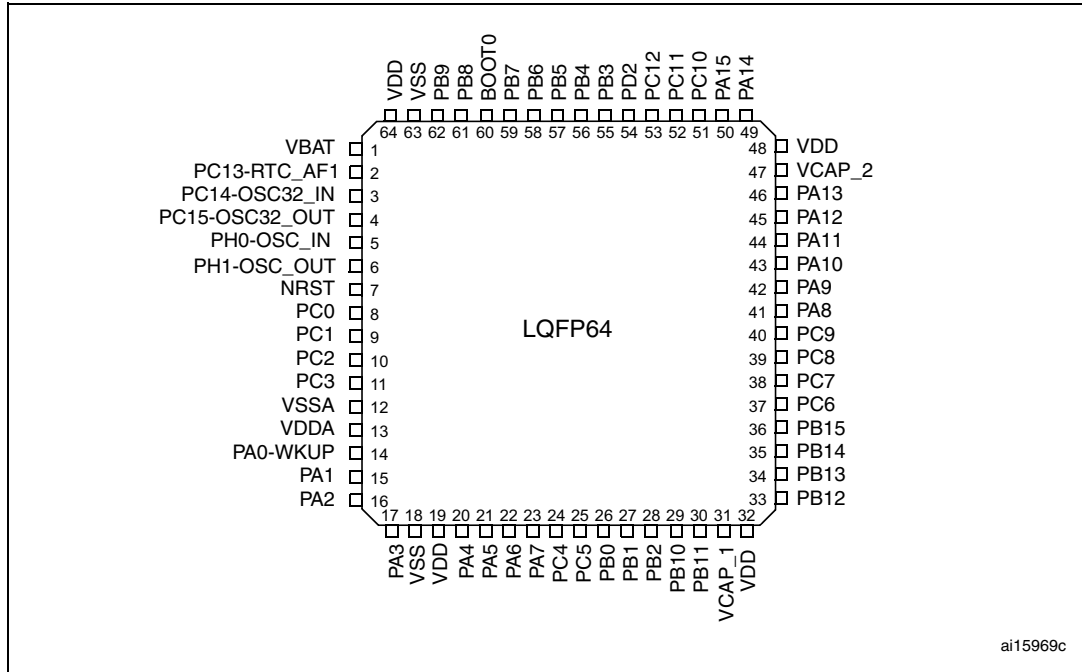 VDD
VSS
PB9
PB8
BOOT0
PB7
PB6
PB5
PB4
PB3
PD2
PC12
PC11
PC10
PA15
PA14
64 63 62 61 60 59 58 57 56 55 54 53 52 51 50 49
VBAT 1
PC13-RTC_AF1 2
PC14-OSC32_IN 3
PC15-OSC32_OUT 4
PH0-OSC_IN 5
PH1-OSC_OUT 6
NRST 7
PC0 8
PC1 9
PC2 10
PC3 11
VSSA 12
VDDA 13
PA0-WKUP 14
PA1 15
PA2 16
LQFP64
48 VDD
47 VCAP_2
46 PA13
45 PA12
44 PA11
43 PA10
42 PA9
41 PA8
40 PC9
39 PC8
38 PC7
37 PC6
36 PB15
35 PB14
34 PB13
33 PB12
17 18 19 20 21 22 23 24 25 26 27 28 29 30 31 32
PA3
VSS
VDD
PA4
PA5
PA6
PA7
PC4
PC5
PB0
PB1
PB2
PB10
PB11
VCAP_1
VDD
ai15969c